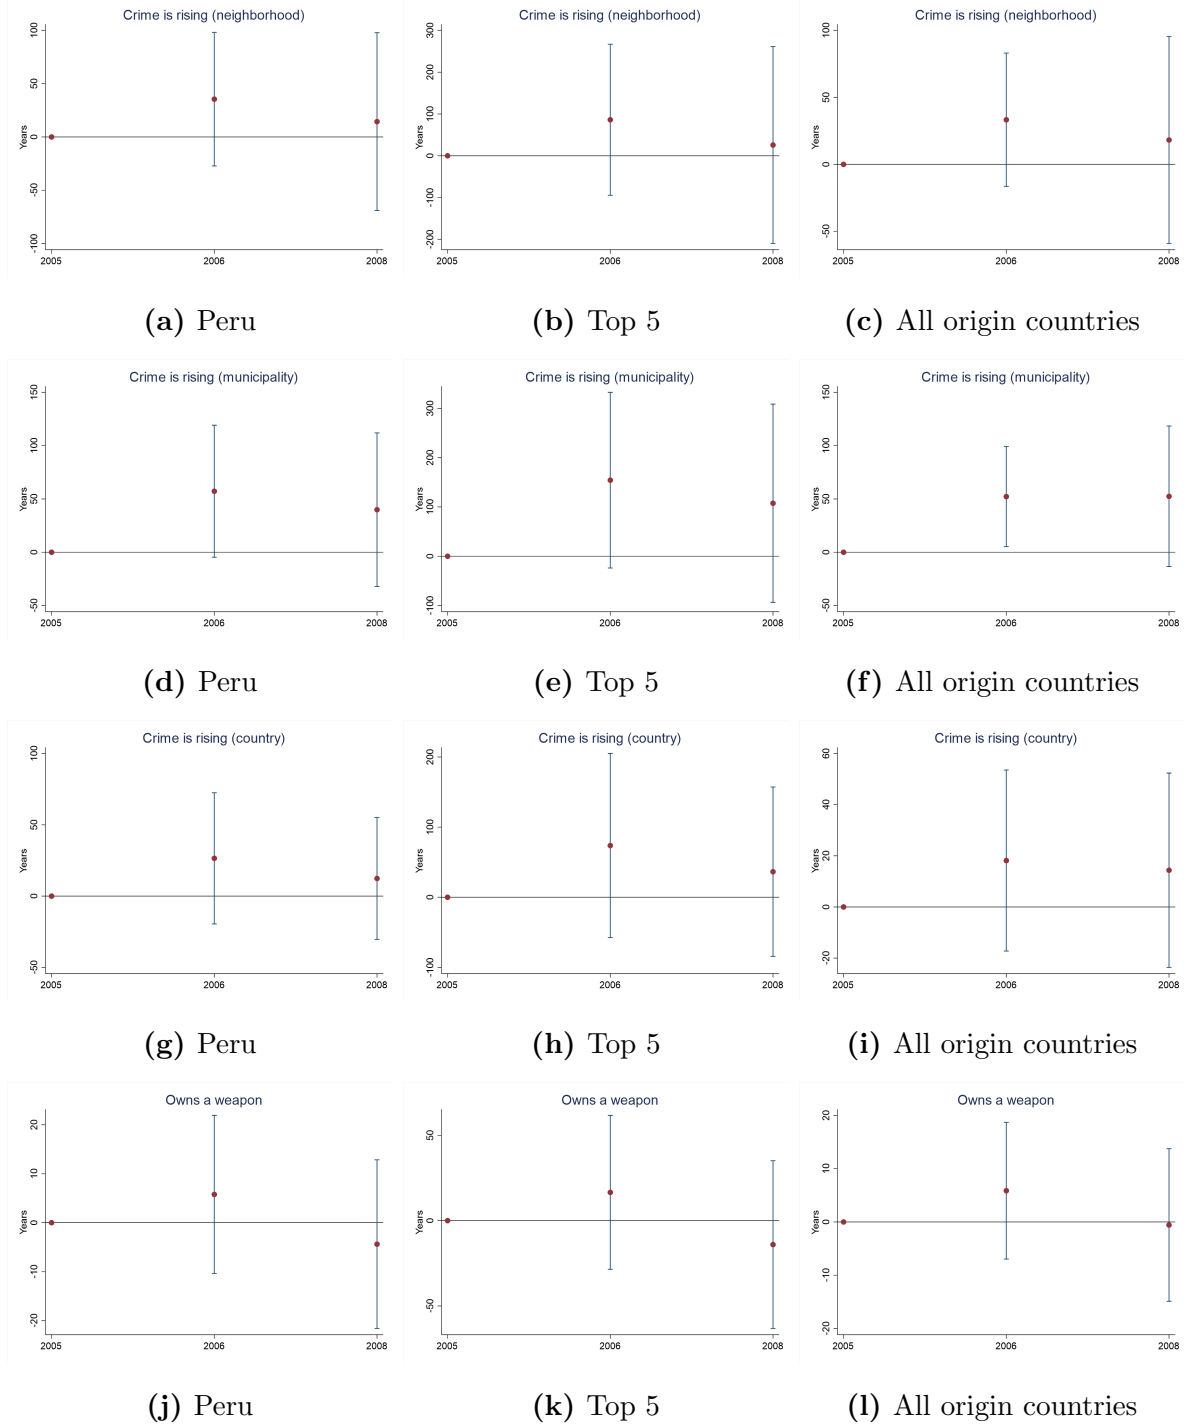 Crime is rising (neighborhood) Crime is rising (neighborhood) Crime is rising (neighborhood)
Years
100
50
0
-50
-100
2005 2006 2008
Years
300
200
100
0
-100
-200
2005 2006 2008
Years
100
50
0
-50
2005 2006 2008
(a) Peru (b) Top 5 (c) All origin countries
Crime is rising (municipality) Crime is rising (municipality) Crime is rising (municipality)
Years
150
100
50
0
-50
2005 2006 2008
Years
300
200
100
0
-100
2005 2006 2008
Years
150
100
50
0
-50
2005 2006 2008
(d) Peru (e) Top 5 (f) All origin countries
Crime is rising (country) Crime is rising (country) Crime is rising (country)
Years
100
50
0
-50
2005 2006 2008
Years
200
100
0
-100
2005 2006 2008
Years
60
40
20
0
-20
2005 2006 2008
(g) Peru (h) Top 5 (i) All origin countries
Owns a weapon Owns a weapon Owns a weapon
Years
20
10
0
-10
-20
2005 2006 2008
Years
50
0
-50
2005 2006 2008
Years
20
10
0
-10
-20
2005 2006 2008
(j) Peru (k) Top 5 (l) All origin countries